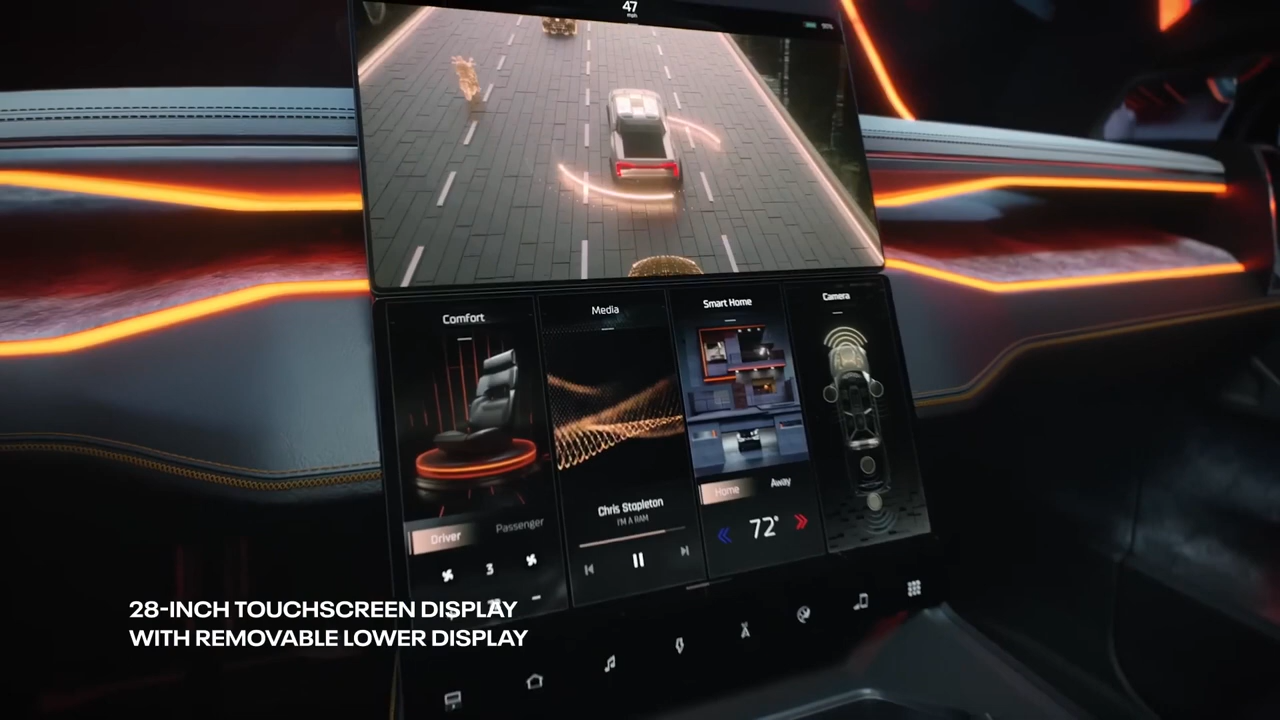 47
mph
Comfort
Media
Smart Home
Camera
Chris Stapleton
I'M A RAM
Home
Away
Driver
Passenger
72°
3
28-INCH TOUCHSCREEN DISPLAY
WITH REMOVABLE LOWER DISPLAY